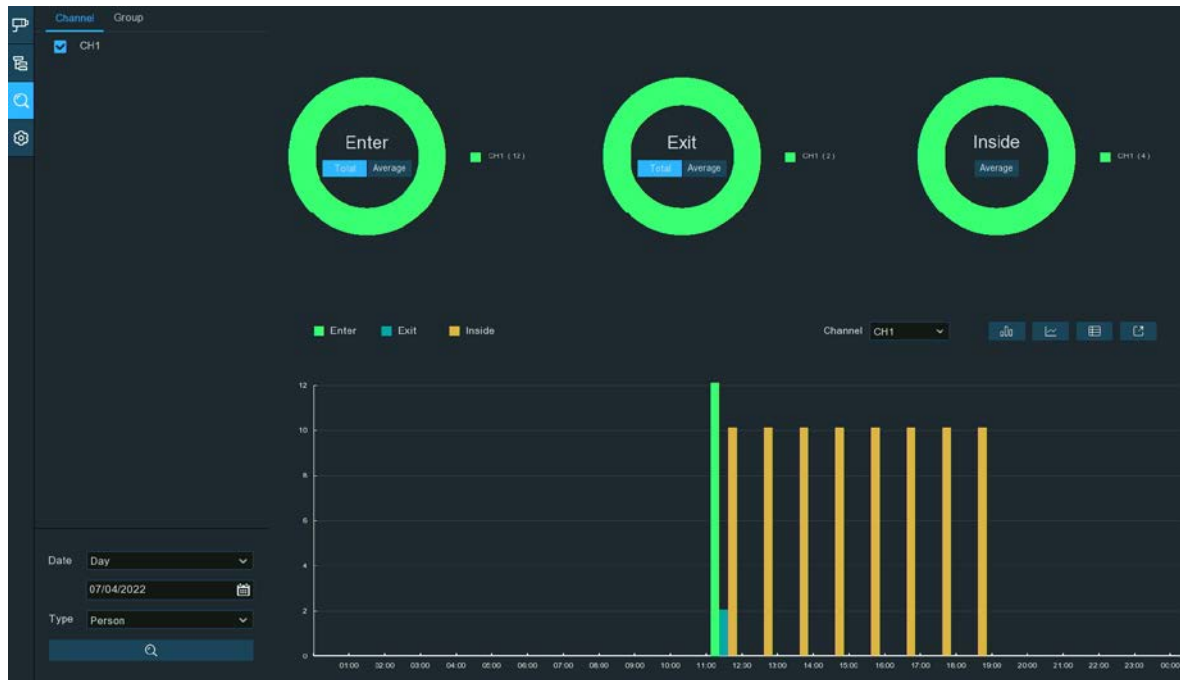 Channel Group
CH1
Enter
Total Average
CH1 (12)
Exit
Total Average
CH1 (2)
Inside
Average
CH1 (4)
Enter Exit Inside
Channel CH1
12
10
8
6
4
2
0
01:00 02:00 03:00 04:00 05:00 06:00 07:00 08:00 09:00 10:00 11:00 12:00 13:00 14:00 15:00 16:00 17:00 18:00 19:00 20:00 21:00 22:00 23:00 00:00
Date Day
07/04/2022
Type Person